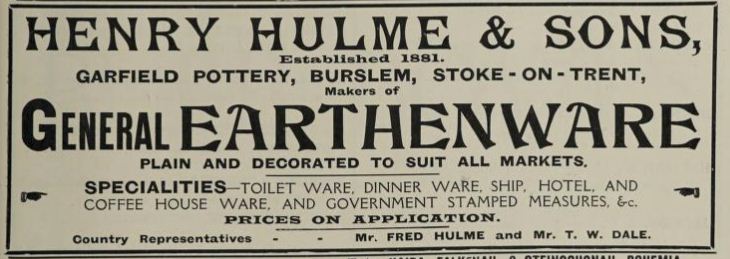 HENRY HULME & SONS,
Established 1881.
GARFIELD POTTERY, BURSLEM, STOKE-ON-TRENT,
Makers of
GENERAL EARTHENWARE
PLAIN AND DECORATED TO SUIT ALL MARKETS.
SPECIALITIES—TOILET WARE, DINNER WARE, SHIP, HOTEL, AND
COFFEE HOUSE WARE, AND GOVERNMENT STAMPED MEASURES, &c.
PRICES ON APPLICATION.
Country Representatives - - Mr. FRED HULME and Mr. T. W. DALE.